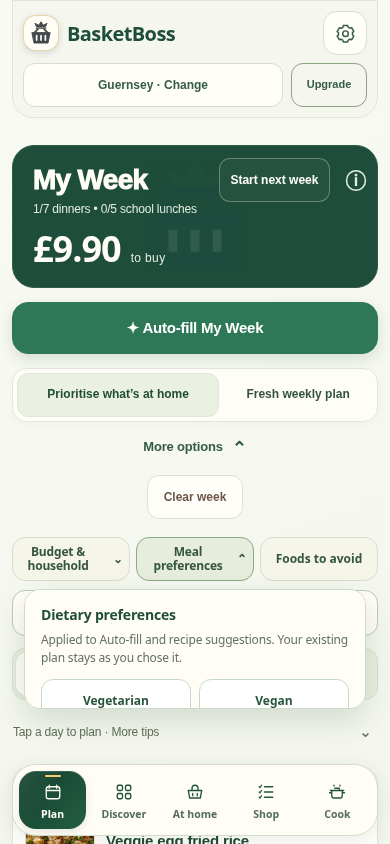 BasketBoss
Guernsey · Change
Upgrade
My Week
Start next week
1/7 dinners • 0/5 school lunches
£9.90 to buy
✦ Auto-fill My Week
Prioritise what's at home
Fresh weekly plan
More options
Clear week
Budget &
household
Meal
preferences
Foods to avoid
Dietary preferences
Applied to Auto-fill and recipe suggestions. Your existing
plan stays as you chose it.
Vegetarian
Vegan
Tap a day to plan · More tips
Plan
Discover
At home
Shop
Cook
Veggie egg fried rice